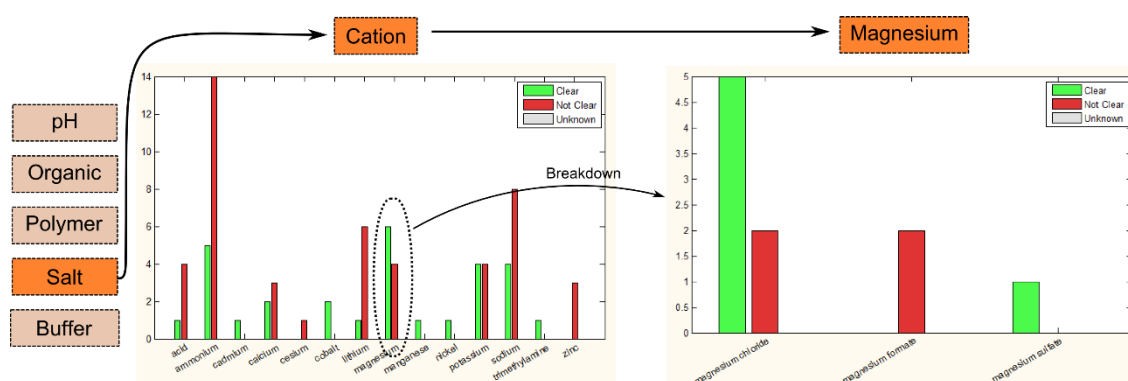 Cation
Magnesium
pH
Organic
Polymer
Salt
Buffer
14
12
10
8
6
4
2
0
Clear
Not Clear
Unknown
acid
ammonium
cadmium
calcium
cesium
cobalt
lithium
magnesium
manganese
nickel
potassium
sodium
trimethylamine
zinc
Breakdown
5
4.5
4
3.5
3
2.5
2
1.5
1
0.5
0
Clear
Not Clear
Unknown
magnesium chloride
magnesium formate
magnesium sulfate